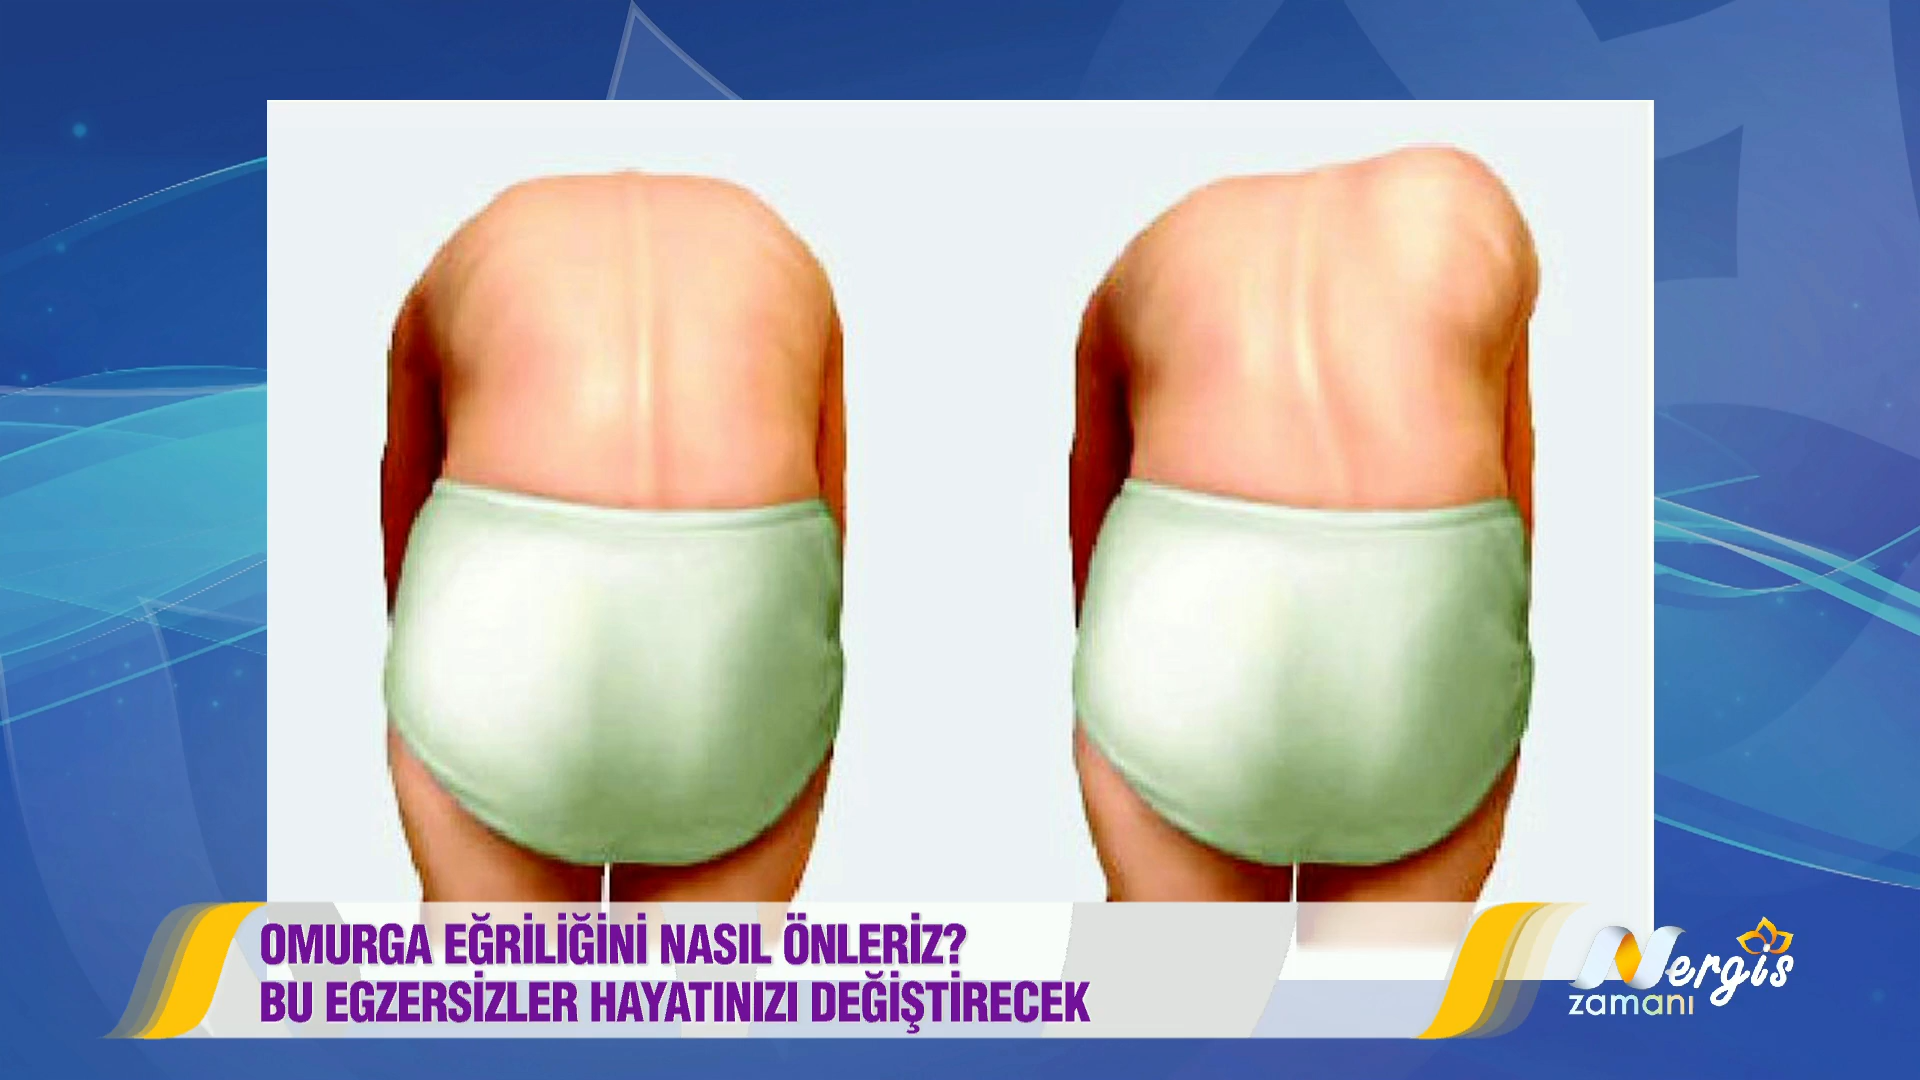 OMURGA EĞRİLİĞİNİ NASIL ÖNLERİZ?
BU EGZERSİZLER HAYATINIZI DEĞİŞTİRECEK
Nergis
zamanı